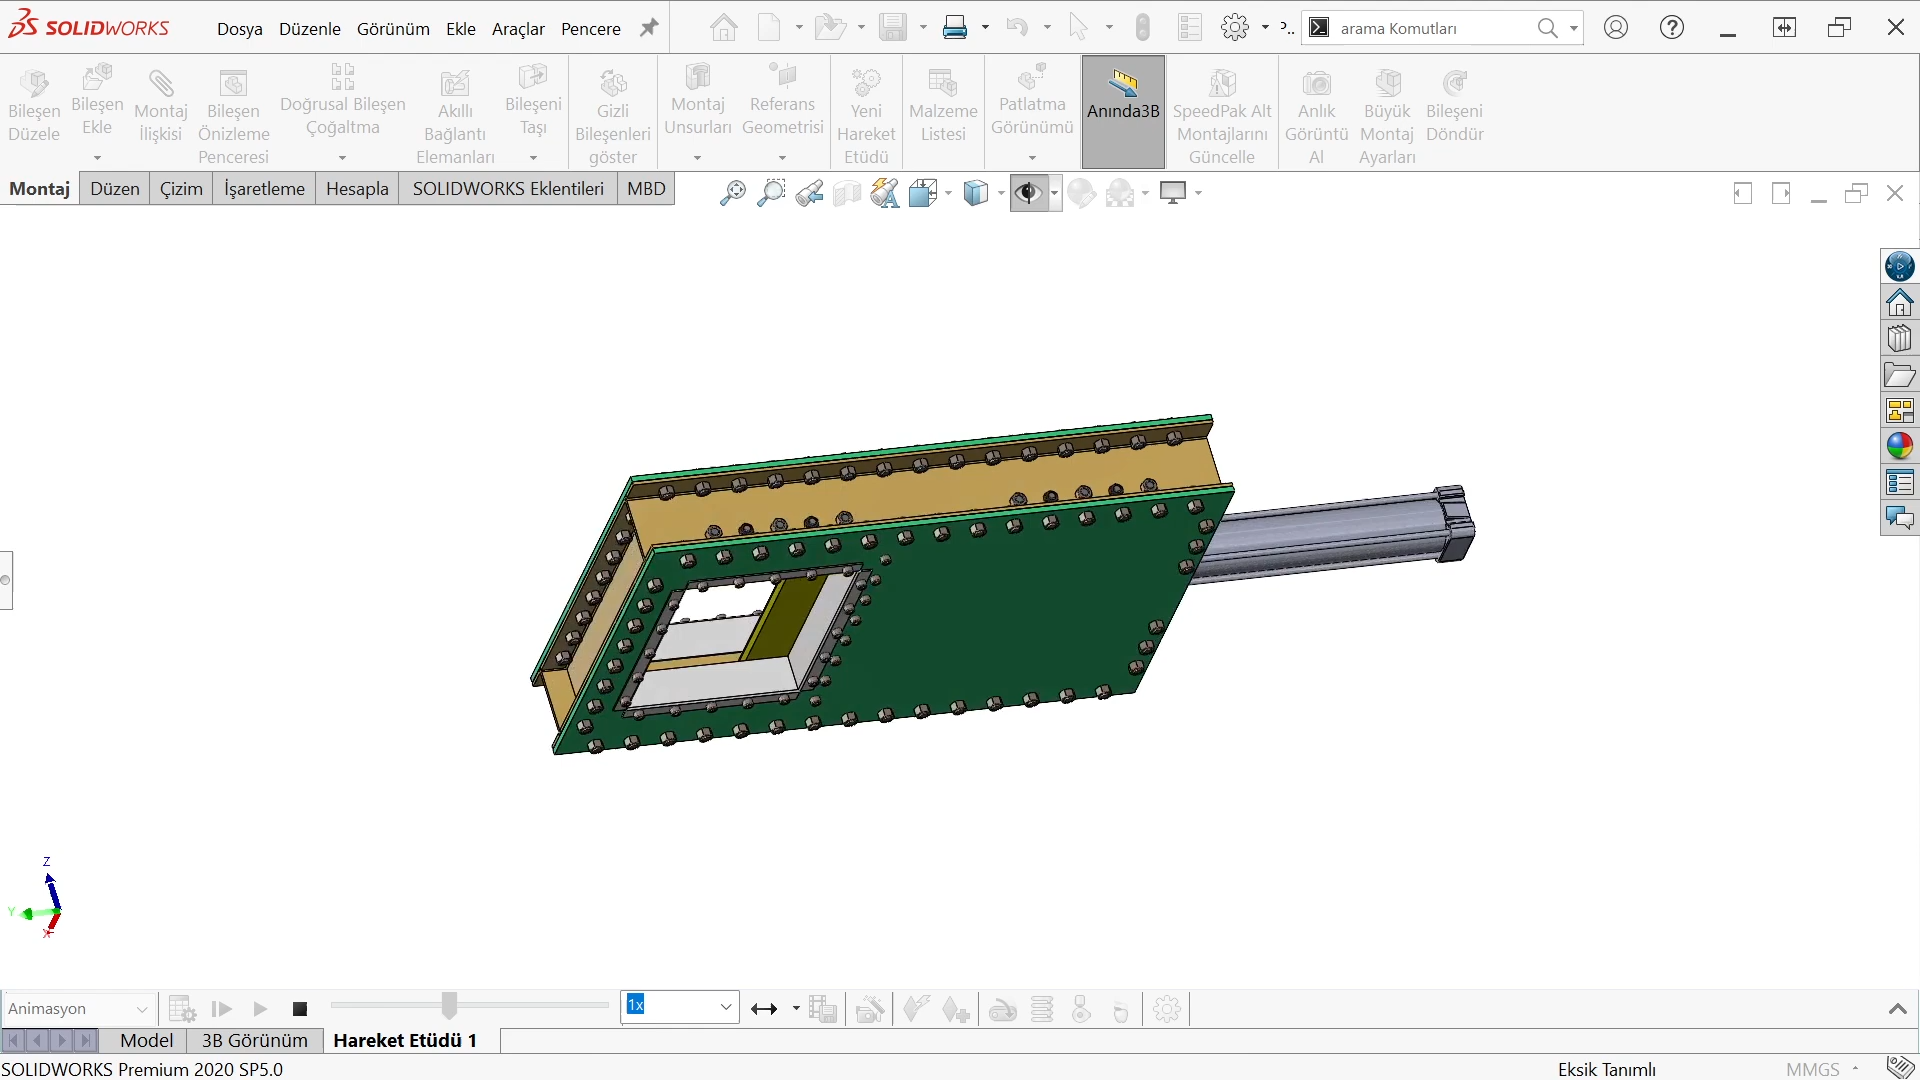 SOLIDWORKS
Dosya Düzenle Görünüm Ekle Araçlar Pencere
P.. arama Komutları
Bileşen Düzele
Bileşen Ekle
Montaj İlişkisi
Bileşen Önizleme Penceresi
Doğrusal Bileşen Çoğaltma
Akıllı Bağlantı Elemanları
Bileşeni Taşı
Gizli Bileşenleri göster
Montaj Unsurları
Referans Geometrisi
Yeni Hareket Etüdü
Malzeme Listesi
Patlatma Görünümü
Anında3B
SpeedPak Alt Montajlarını Güncelle
Anlık Görüntü Al
Büyük Montaj Ayarları
Bileşeni Döndür
Montaj Düzen Çizim İşaretleme Hesapla SOLIDWORKS Eklentileri MBD
Z
Y
X
Animasyon 1x
Model 3B Görünüm Hareket Etüdü 1
SOLIDWORKS Premium 2020 SP5.0 Eksik Tanımlı MMGS